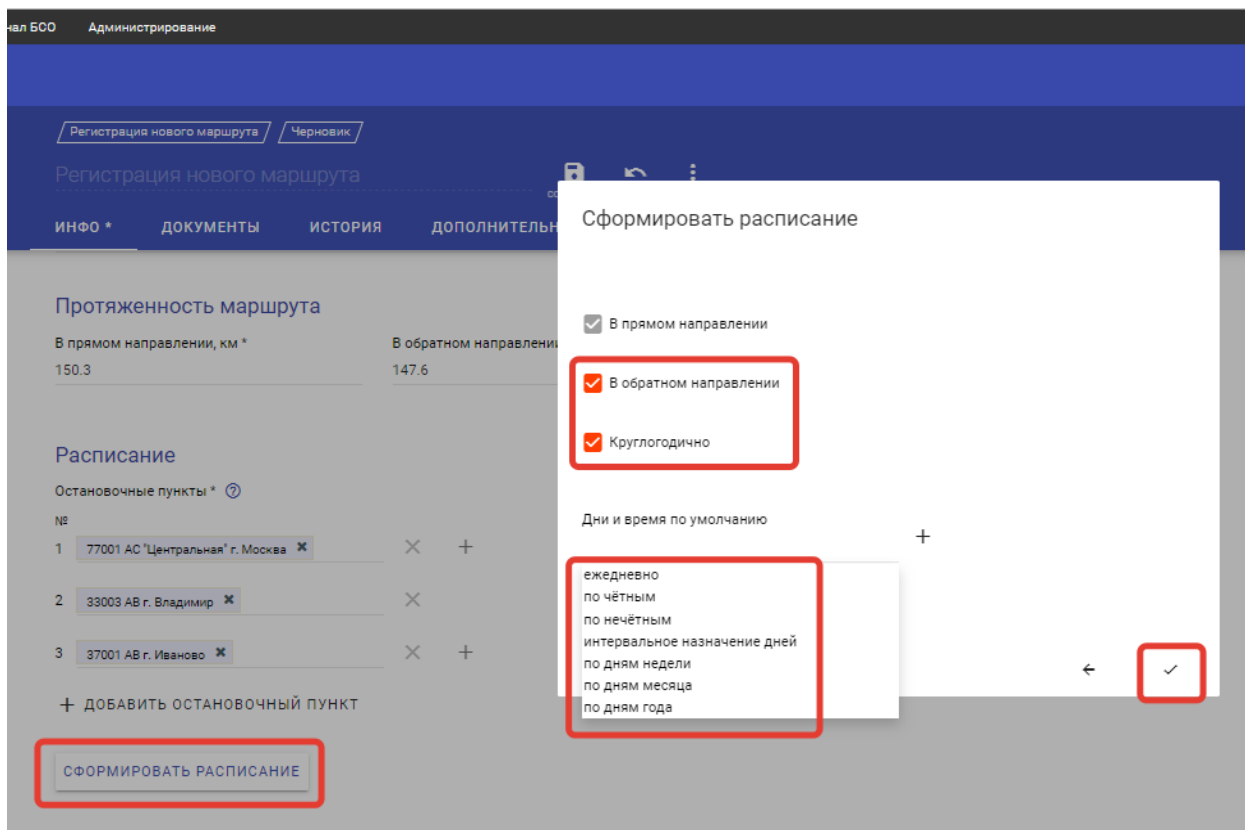 нал БСО Администрирование
Регистрация нового маршрута Черновик
Регистрация нового маршрута
ИНФО * ДОКУМЕНТЫ ИСТОРИЯ ДОПОЛНИТЕЛЬН
Протяженность маршрута
В прямом направлении, км * В обратном направлении
150.3 147.6
Расписание
Остановочные пункты *
№
1 77001 АС "Центральная" г. Москва
2 33003 АВ г. Владимир
3 37001 АВ г. Иваново
ДОБАВИТЬ ОСТАНОВОЧНЫЙ ПУНКТ
СФОРМИРОВАТЬ РАСПИСАНИЕ
Сформировать расписание
В прямом направлении
В обратном направлении
Круглогодично
Дни и время по умолчанию
ежедневно
по чётным
по нечётным
интервальное назначение дней
по дням недели
по дням месяца
по дням года